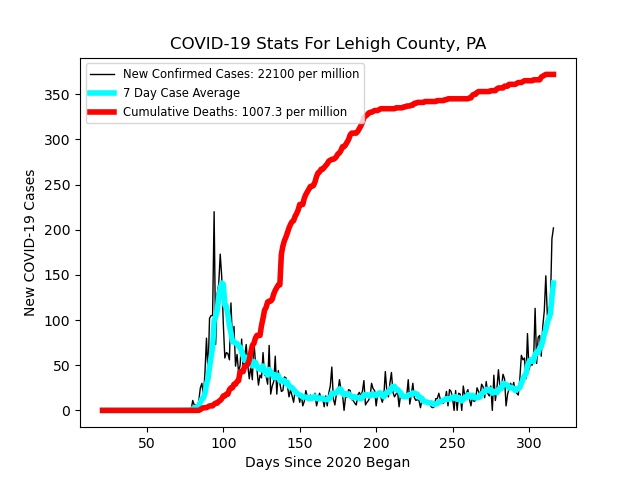 COVID-19 Stats For Lehigh County, PA
New Confirmed Cases: 22100 per million
7 Day Case Average
Cumulative Deaths: 1007.3 per million
New COVID-19 Cases
350
300
250
200
150
100
50
0
50 100 150 200 250 300
Days Since 2020 Began